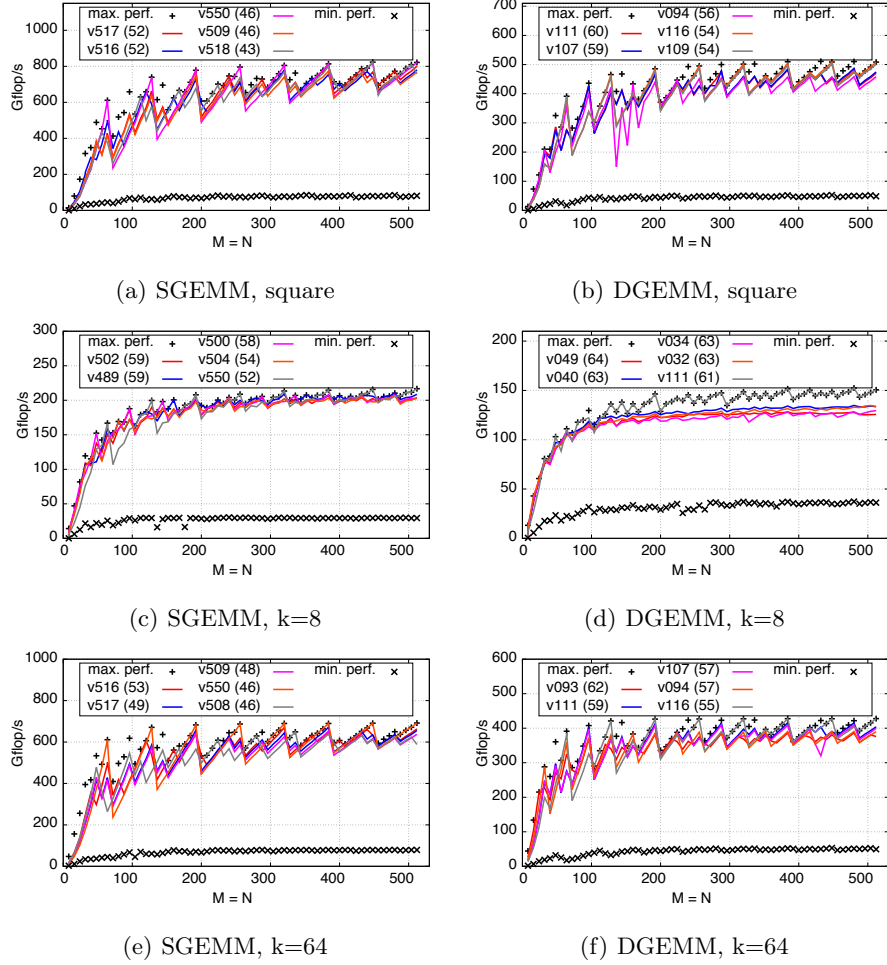 max. perf. v550 (46) min. perf.
v517 (52) v509 (46)
v516 (52) v518 (43)
Gflop/s
1000
800
600
400
200
0
0 100 200 300 400 500
M = N
(a) SGEMM, square
max. perf. v094 (56) min. perf.
v111 (60) v116 (54)
v107 (59) v109 (54)
Gflop/s
700
600
500
400
300
200
100
0
0 100 200 300 400 500
M = N
(b) DGEMM, square
max. perf. v500 (58) min. perf.
v502 (59) v504 (54)
v489 (59) v550 (52)
Gflop/s
300
250
200
150
100
50
0
0 100 200 300 400 500
M = N
(c) SGEMM, k=8
max. perf. v034 (63) min. perf.
v049 (64) v032 (63)
v040 (63) v111 (61)
Gflop/s
200
150
100
50
0
0 100 200 300 400 500
M = N
(d) DGEMM, k=8
max. perf. v509 (48) min. perf.
v516 (53) v550 (46)
v517 (49) v508 (46)
Gflop/s
1000
800
600
400
200
0
0 100 200 300 400 500
M = N
(e) SGEMM, k=64
max. perf. v107 (57) min. perf.
v093 (62) v094 (57)
v111 (59) v116 (55)
Gflop/s
600
500
400
300
200
100
0
0 100 200 300 400 500
M = N
(f) DGEMM, k=64